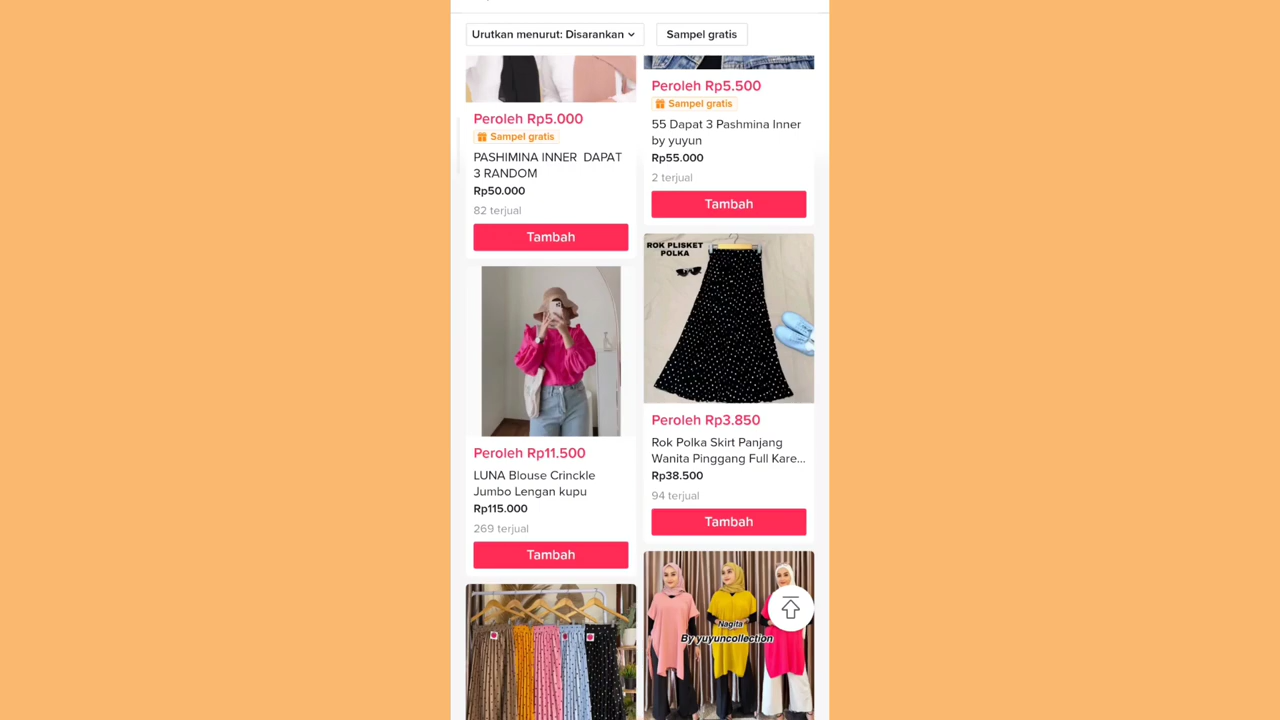 Urutkan menurut: Disarankan
Sampel gratis
Peroleh Rp5.000
Sampel gratis
PASHIMINA INNER DAPAT
3 RANDOM
Rp50.000
82 terjual
Tambah
Peroleh Rp5.500
Sampel gratis
55 Dapat 3 Pashmina Inner
by yuyun
Rp55.000
2 terjual
Tambah
Peroleh Rp11.500
LUNA Blouse Crinckle
Jumbo Lengan kupu
Rp115.000
269 terjual
Tambah
ROK PLISKET
POLKA
Peroleh Rp3.850
Rok Polka Skirt Panjang
Wanita Pinggang Full Kare...
Rp38.500
94 terjual
Tambah
Nagita
By yuyuncollection